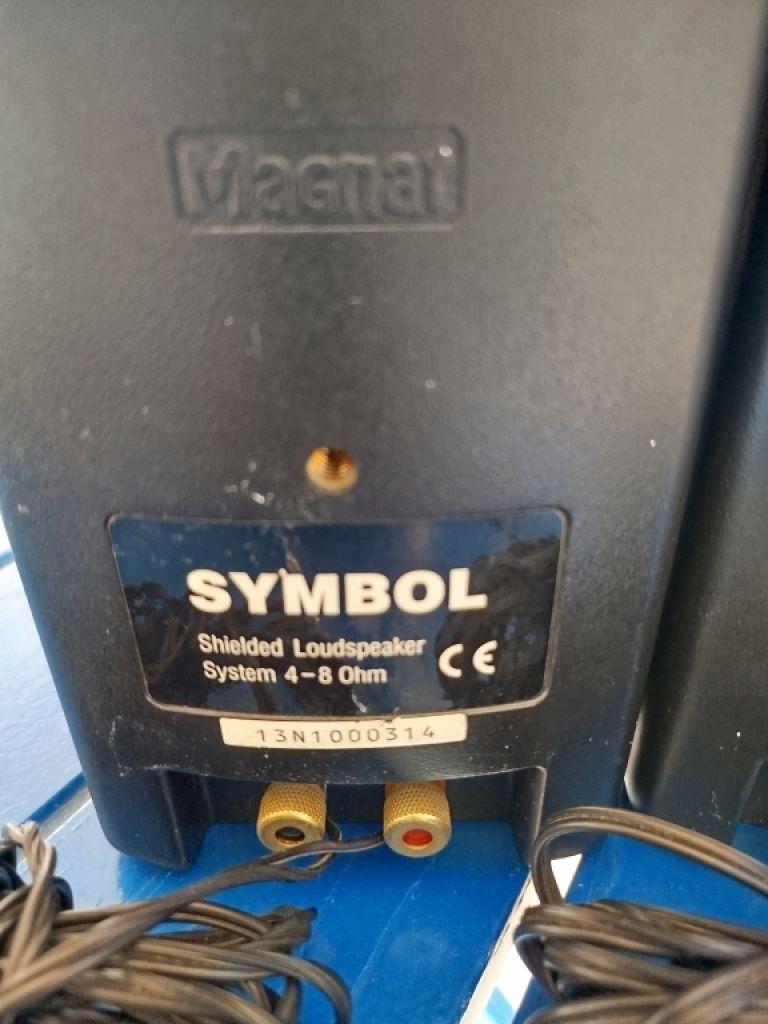 Magnat
SYMBOL
Shielded Loudspeaker
System 4-8 Ohm
CE
13N1000314